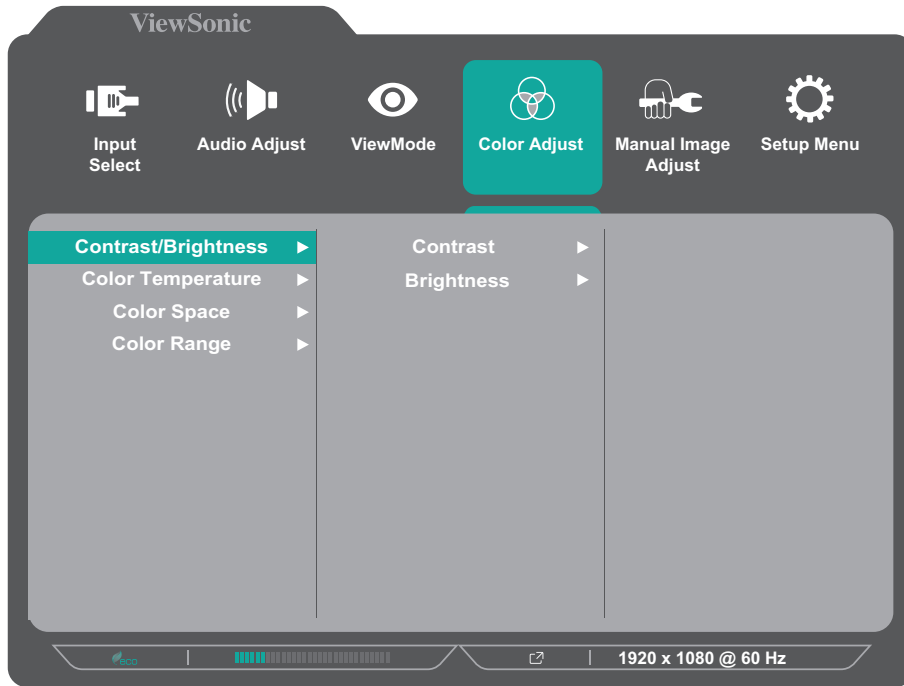 ViewSonic
Input Select
Audio Adjust
ViewMode
Color Adjust
Manual Image Adjust
Setup Menu
Contrast/Brightness
Contrast
Color Temperature
Brightness
Color Space
Color Range
eco
1920 x 1080 @ 60 Hz